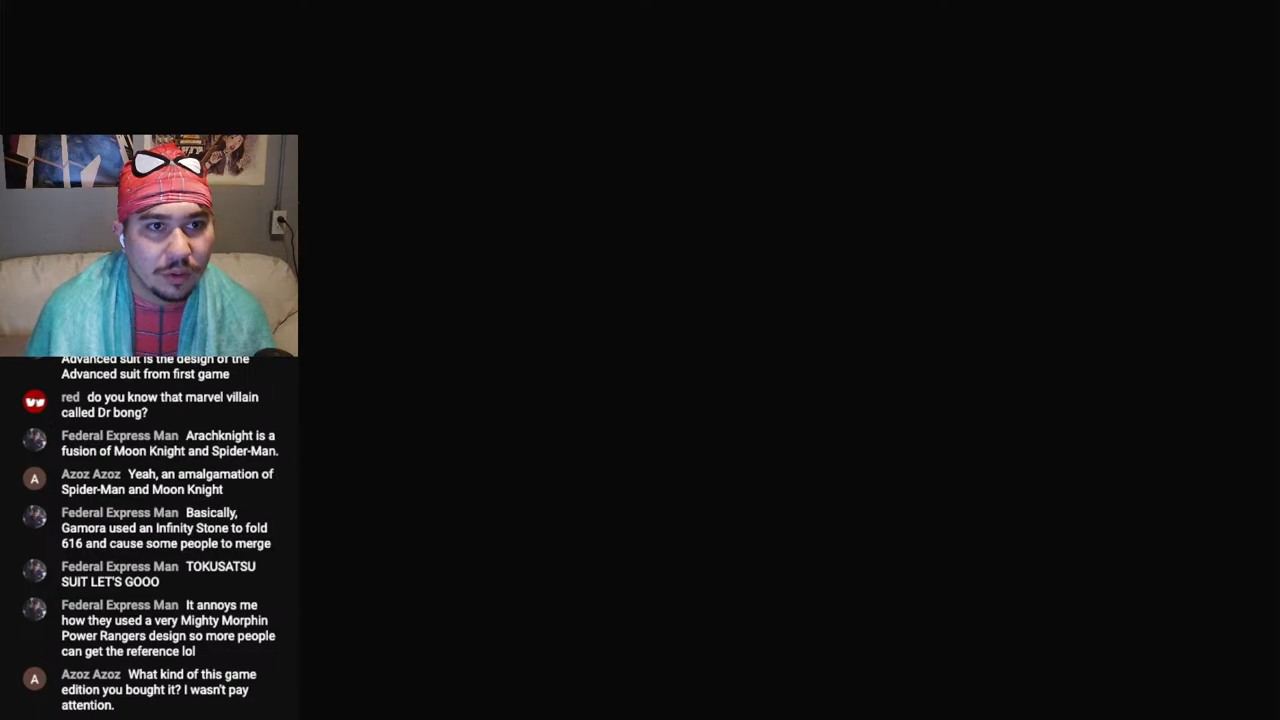 Advanced suit is the design of the
Advanced suit from first game
red do you know that marvel villain
called Dr bong?
Federal Express Man Arachknight is a
fusion of Moon Knight and Spider-Man.
A
Azoz Azoz Yeah, an amalgamation of
Spider-Man and Moon Knight
Federal Express Man Basically,
Gamora used an Infinity Stone to fold
616 and cause some people to merge
Federal Express Man TOKUSATSU
SUIT LET'S GOOO
Federal Express Man It annoys me
how they used a very Mighty Morphin
Power Rangers design so more people
can get the reference lol
A
Azoz Azoz What kind of this game
edition you bought it? I wasn't pay
attention.